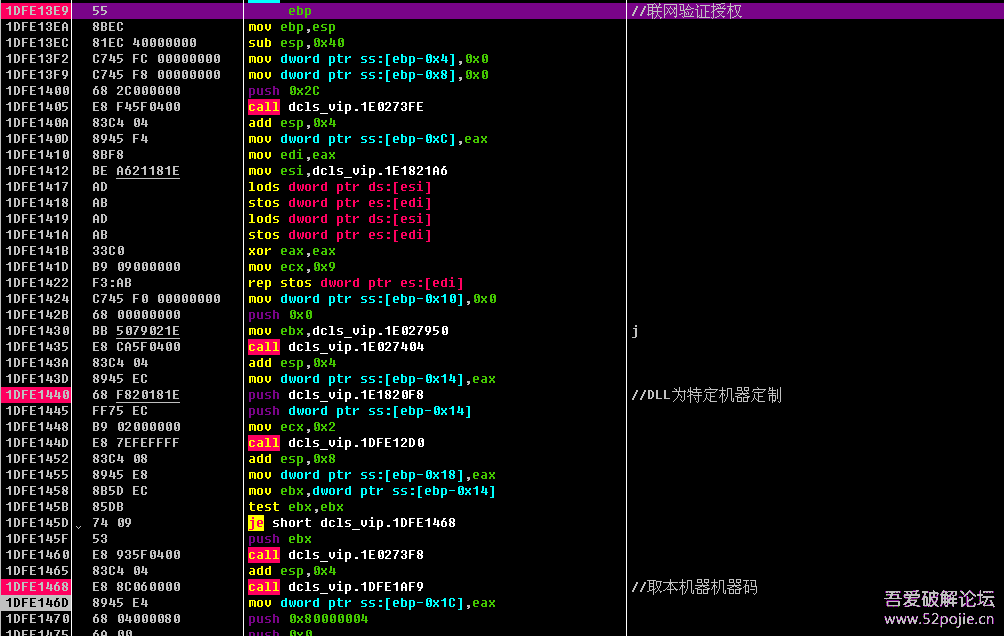 1DFE13E9 55 ebp //联网验证授权
1DFE13EA 8BEC mov ebp,esp
1DFE13EC 81EC 40000000 sub esp,0x40
1DFE13F2 C745 FC 00000000 mov dword ptr ss:[ebp-0x4],0x0
1DFE13F9 C745 F8 00000000 mov dword ptr ss:[ebp-0x8],0x0
1DFE1400 68 2C000000 push 0x2C
1DFE1405 E8 F45F0400 call dcls_vip.1E0273FE
1DFE140A 83C4 04 add esp,0x4
1DFE140D 8945 F4 mov dword ptr ss:[ebp-0xC],eax
1DFE1410 8BF8 mov edi,eax
1DFE1412 BE A621181E mov esi,dcls_vip.1E1821A6
1DFE1417 AD lods dword ptr ds:[esi]
1DFE1418 AB stos dword ptr es:[edi]
1DFE1419 AD lods dword ptr ds:[esi]
1DFE141A AB stos dword ptr es:[edi]
1DFE141B 33C0 xor eax,eax
1DFE141D B9 09000000 mov ecx,0x9
1DFE1422 F3:AB rep stos dword ptr es:[edi]
1DFE1424 C745 F0 00000000 mov dword ptr ss:[ebp-0x10],0x0
1DFE142B 68 00000000 push 0x0
1DFE1430 BB 5079021E mov ebx,dcls_vip.1E027950 j
1DFE1435 E8 CA5F0400 call dcls_vip.1E027404
1DFE143A 83C4 04 add esp,0x4
1DFE143D 8945 EC mov dword ptr ss:[ebp-0x14],eax
1DFE1440 68 F820181E push dcls_vip.1E1820F8 //DLL为特定机器定制
1DFE1445 FF75 EC push dword ptr ss:[ebp-0x14]
1DFE1448 B9 02000000 mov ecx,0x2
1DFE144D E8 7EFEFFFF call dcls_vip.1DFE12D0
1DFE1452 83C4 08 add esp,0x8
1DFE1455 8945 E8 mov dword ptr ss:[ebp-0x18],eax
1DFE1458 8B5D EC mov ebx,dword ptr ss:[ebp-0x14]
1DFE145B 85DB test ebx,ebx
1DFE145D 74 09 je short dcls_vip.1DFE1468
1DFE145F 53 push ebx
1DFE1460 E8 935F0400 call dcls_vip.1E0273F8
1DFE1465 83C4 04 add esp,0x4
1DFE1468 E8 8C060000 call dcls_vip.1DFE1AF9 //取本机器机器码
1DFE146D 8945 E4 mov dword ptr ss:[ebp-0x1C],eax
1DFE1470 68 04000080 push 0x80000004
1DFE1475 6A 00 push 0x0
吾爱破解论坛
www.52pojie.cn